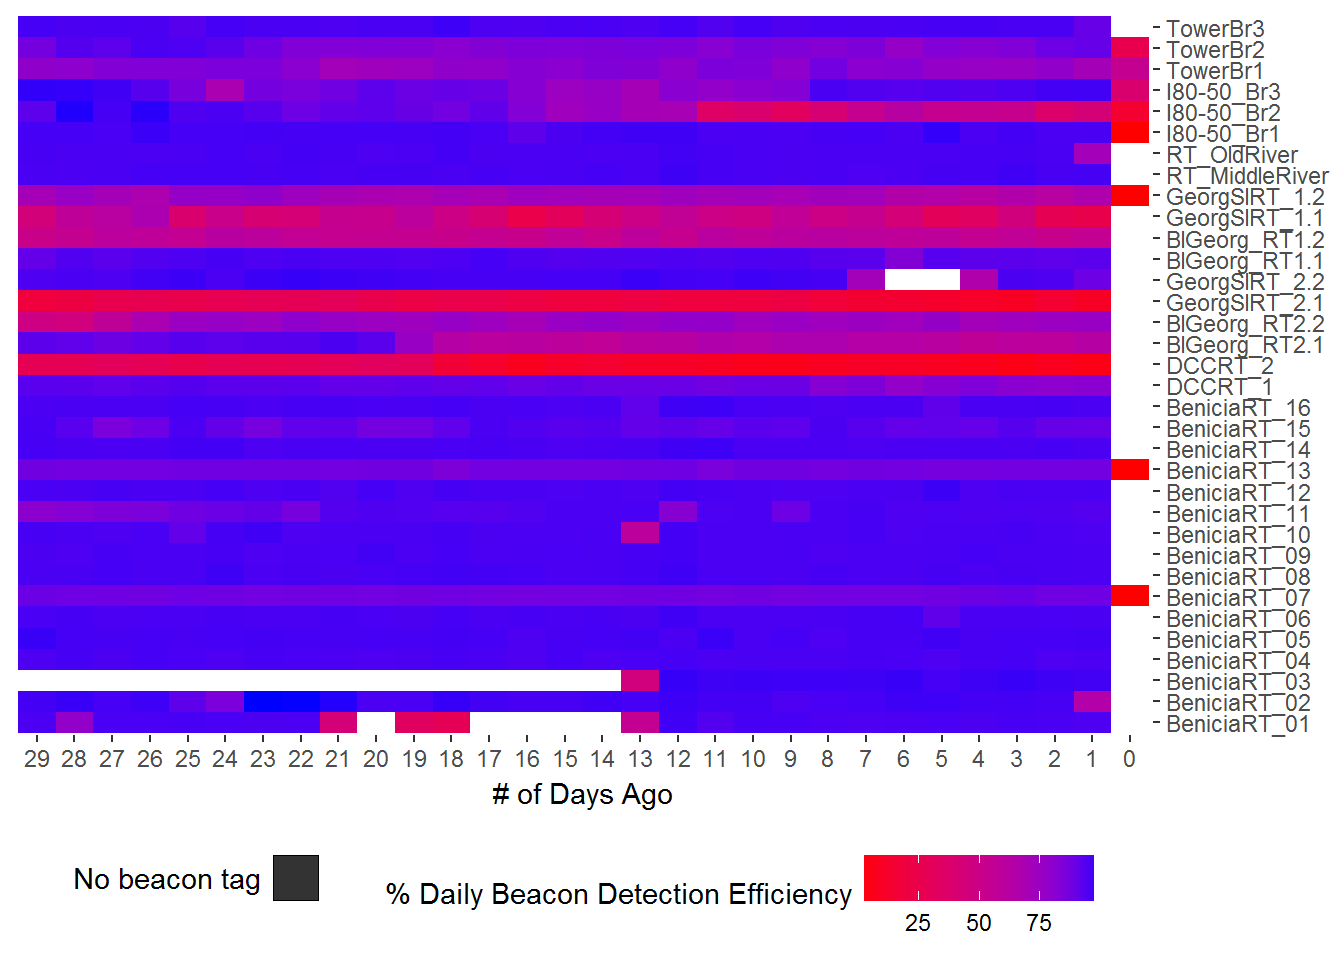 TowerBr3
TowerBr2
TowerBr1
I80-50_Br3
I80-50_Br2
I80-50_Br1
RT_OldRiver
RT_MiddleRiver
GeorgSlRT_1.2
GeorgSlRT_1.1
BlGeorg_RT1.2
BlGeorg_RT1.1
GeorgSlRT_2.2
GeorgSlRT_2.1
BlGeorg_RT2.2
BlGeorg_RT2.1
DCCRT_2
DCCRT_1
BeniciaRT_16
BeniciaRT_15
BeniciaRT_14
BeniciaRT_13
BeniciaRT_12
BeniciaRT_11
BeniciaRT_10
BeniciaRT_09
BeniciaRT_08
BeniciaRT_07
BeniciaRT_06
BeniciaRT_05
BeniciaRT_04
BeniciaRT_03
BeniciaRT_02
BeniciaRT_01
29 28 27 26 25 24 23 22 21 20 19 18 17 16 15 14 13 12 11 10 9 8 7 6 5 4 3 2 1 0
# of Days Ago
No beacon tag
% Daily Beacon Detection Efficiency
25 50 75